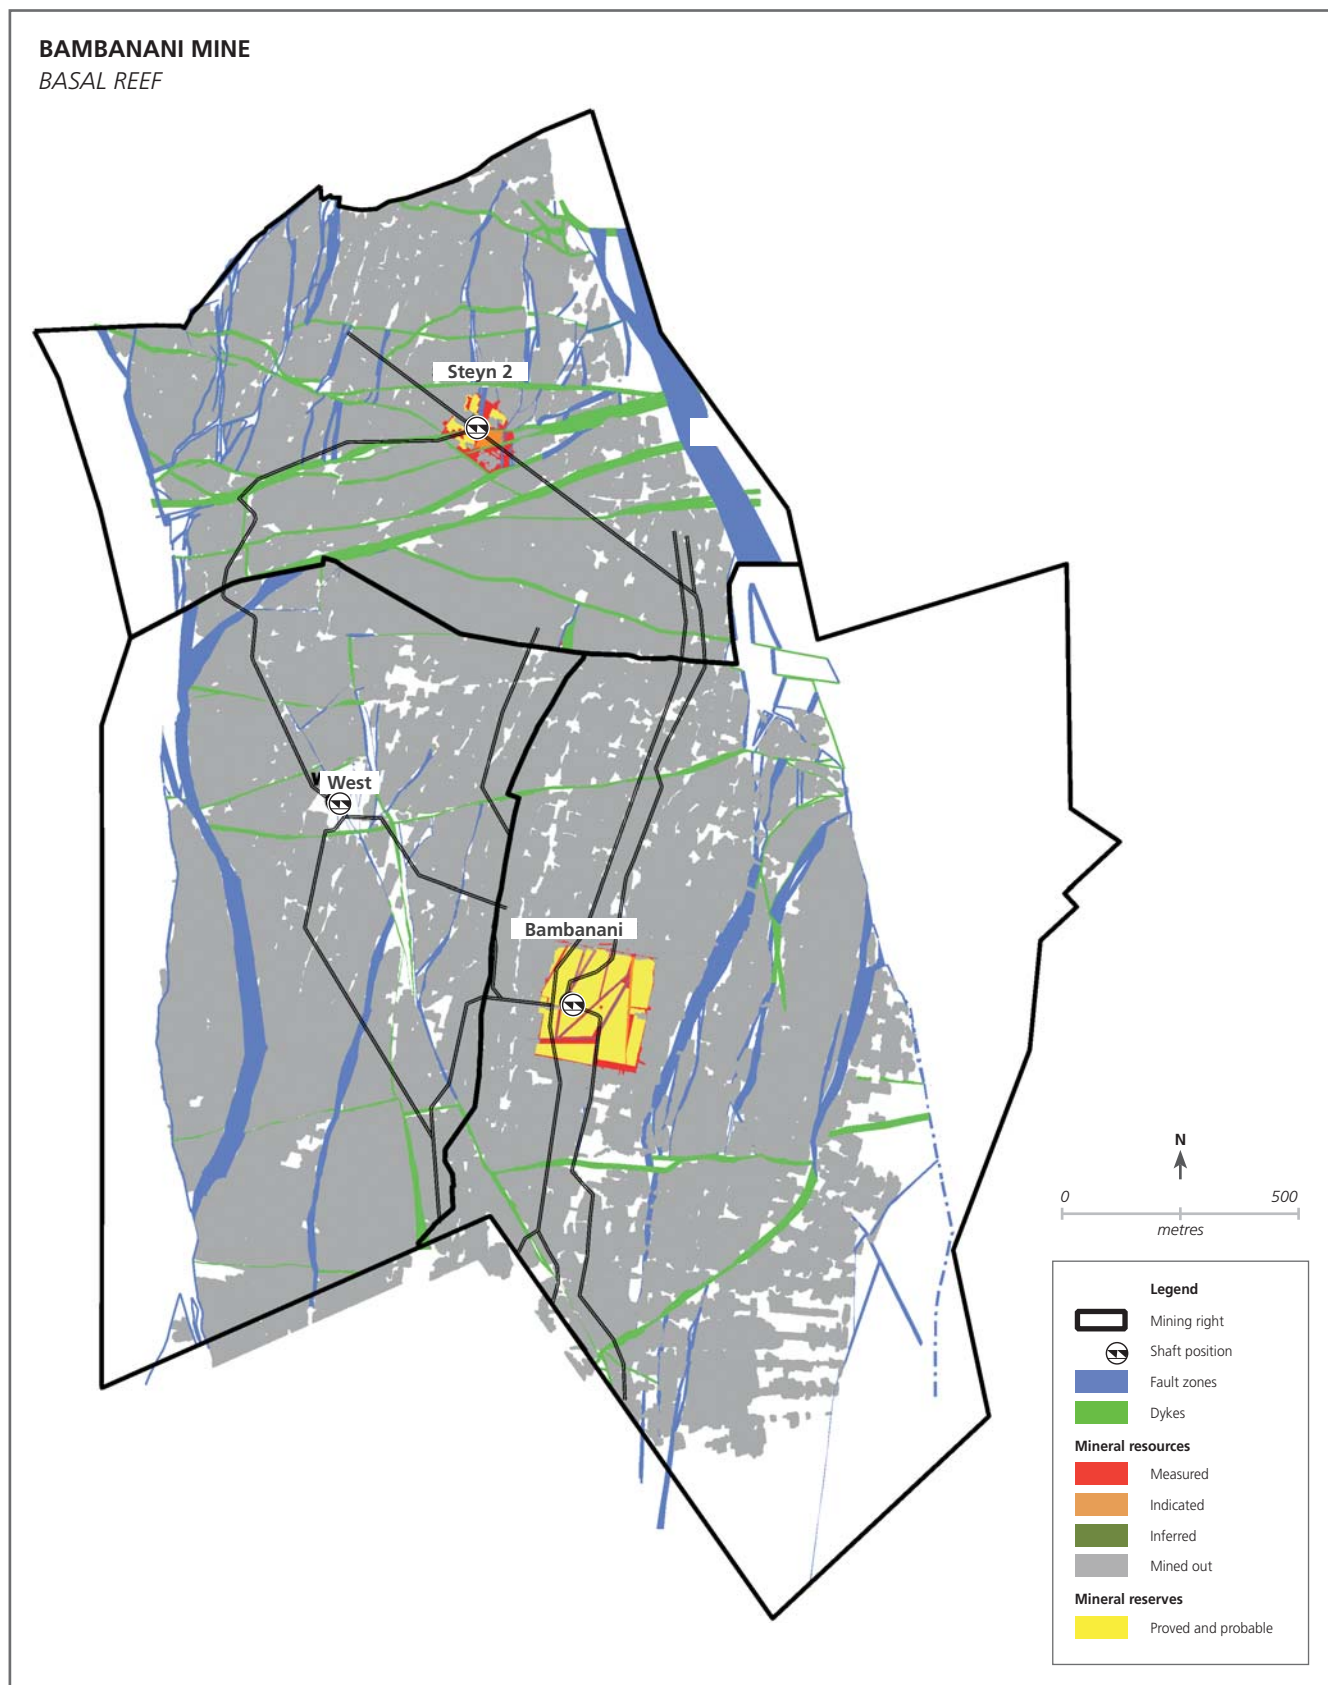 BAMBANANI MINE
BASAL REEF
Steyn 2
West
Bambanani
N
0 500
metres
Legend
Mining right
Shaft position
Fault zones
Dykes
Mineral resources
Measured
Indicated
Inferred
Mined out
Mineral reserves
Proved and probable